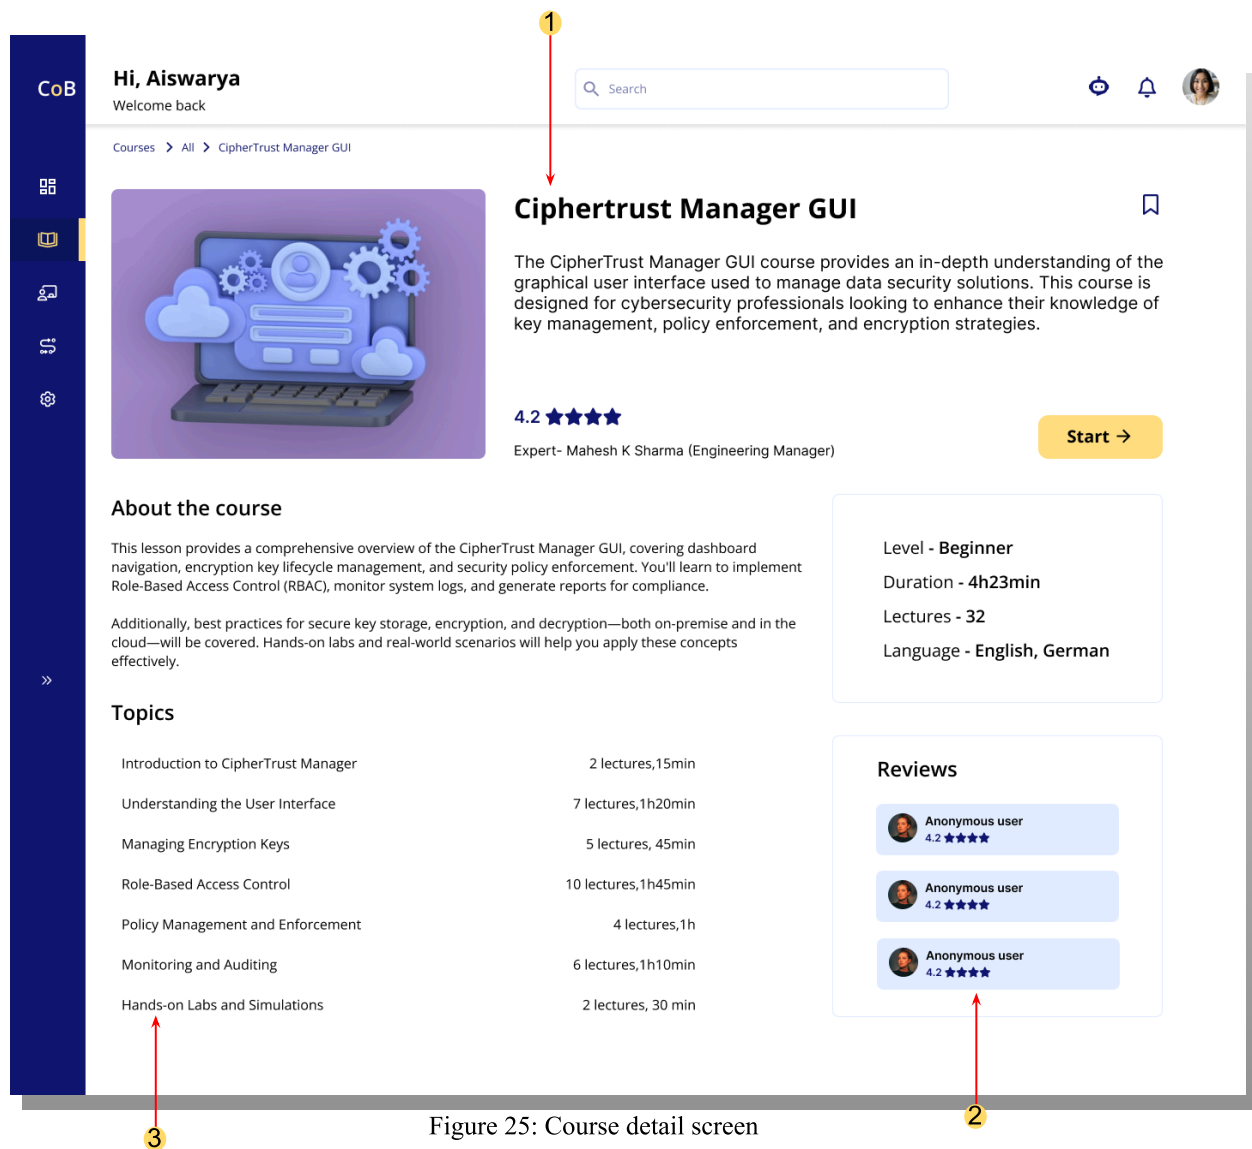 1
CoB
Hi, Aiswarya
Welcome back
Search
Courses > All > CipherTrust Manager GUI
Ciphertrust Manager GUI
The CipherTrust Manager GUI course provides an in-depth understanding of the
graphical user interface used to manage data security solutions. This course is
designed for cybersecurity professionals looking to enhance their knowledge of
key management, policy enforcement, and encryption strategies.
4.2
Expert- Mahesh K Sharma (Engineering Manager)
Start →
About the course
This lesson provides a comprehensive overview of the CipherTrust Manager GUI, covering dashboard
navigation, encryption key lifecycle management, and security policy enforcement. You'll learn to implement
Role-Based Access Control (RBAC), monitor system logs, and generate reports for compliance.
Additionally, best practices for secure key storage, encryption, and decryption—both on-premise and in the
cloud—will be covered. Hands-on labs and real-world scenarios will help you apply these concepts
effectively.
Level - Beginner
Duration - 4h23min
Lectures - 32
Language - English, German
Topics
Introduction to CipherTrust Manager 2 lectures,15min
Understanding the User Interface 7 lectures,1h20min
Managing Encryption Keys 5 lectures, 45min
Role-Based Access Control 10 lectures,1h45min
Policy Management and Enforcement 4 lectures,1h
Monitoring and Auditing 6 lectures,1h10min
Hands-on Labs and Simulations 2 lectures, 30 min
Reviews
Anonymous user
4.2
Anonymous user
4.2
Anonymous user
4.2
2
3
Figure 25: Course detail screen